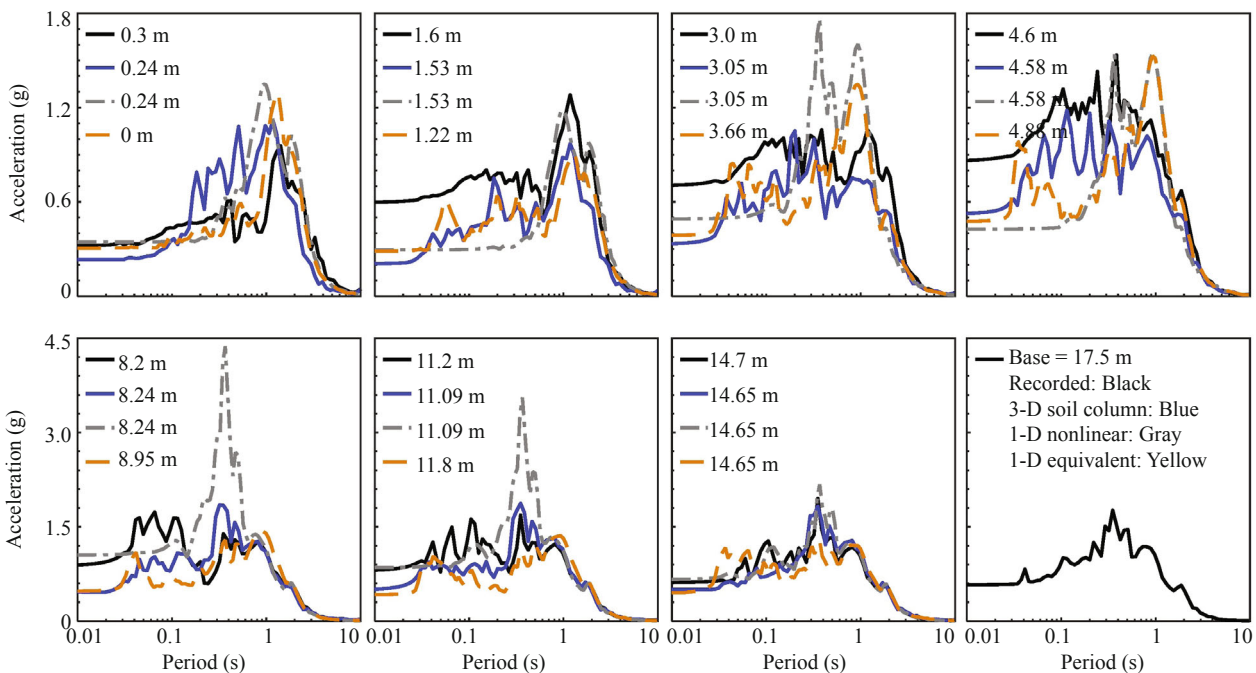 1.8
1.2
0.6
0
Acceleration (g)
0.3 m
0.24 m
0.24 m
0 m
1.6 m
1.53 m
1.53 m
1.22 m
3.0 m
3.05 m
3.05 m
3.66 m
4.6 m
4.58 m
4.58 m
4.88 m
4.5
3.0
1.5
0
Acceleration (g)
8.2 m
8.24 m
8.24 m
8.95 m
11.2 m
11.09 m
11.09 m
11.8 m
14.7 m
14.65 m
14.65 m
14.65 m
Base = 17.5 m
Recorded: Black
3-D soil column: Blue
1-D nonlinear: Gray
1-D equivalent: Yellow
0.01 0.1 1 10
Period (s)
0.01 0.1 1 10
Period (s)
0.01 0.1 1 10
Period (s)
0.01 0.1 1 10
Period (s)